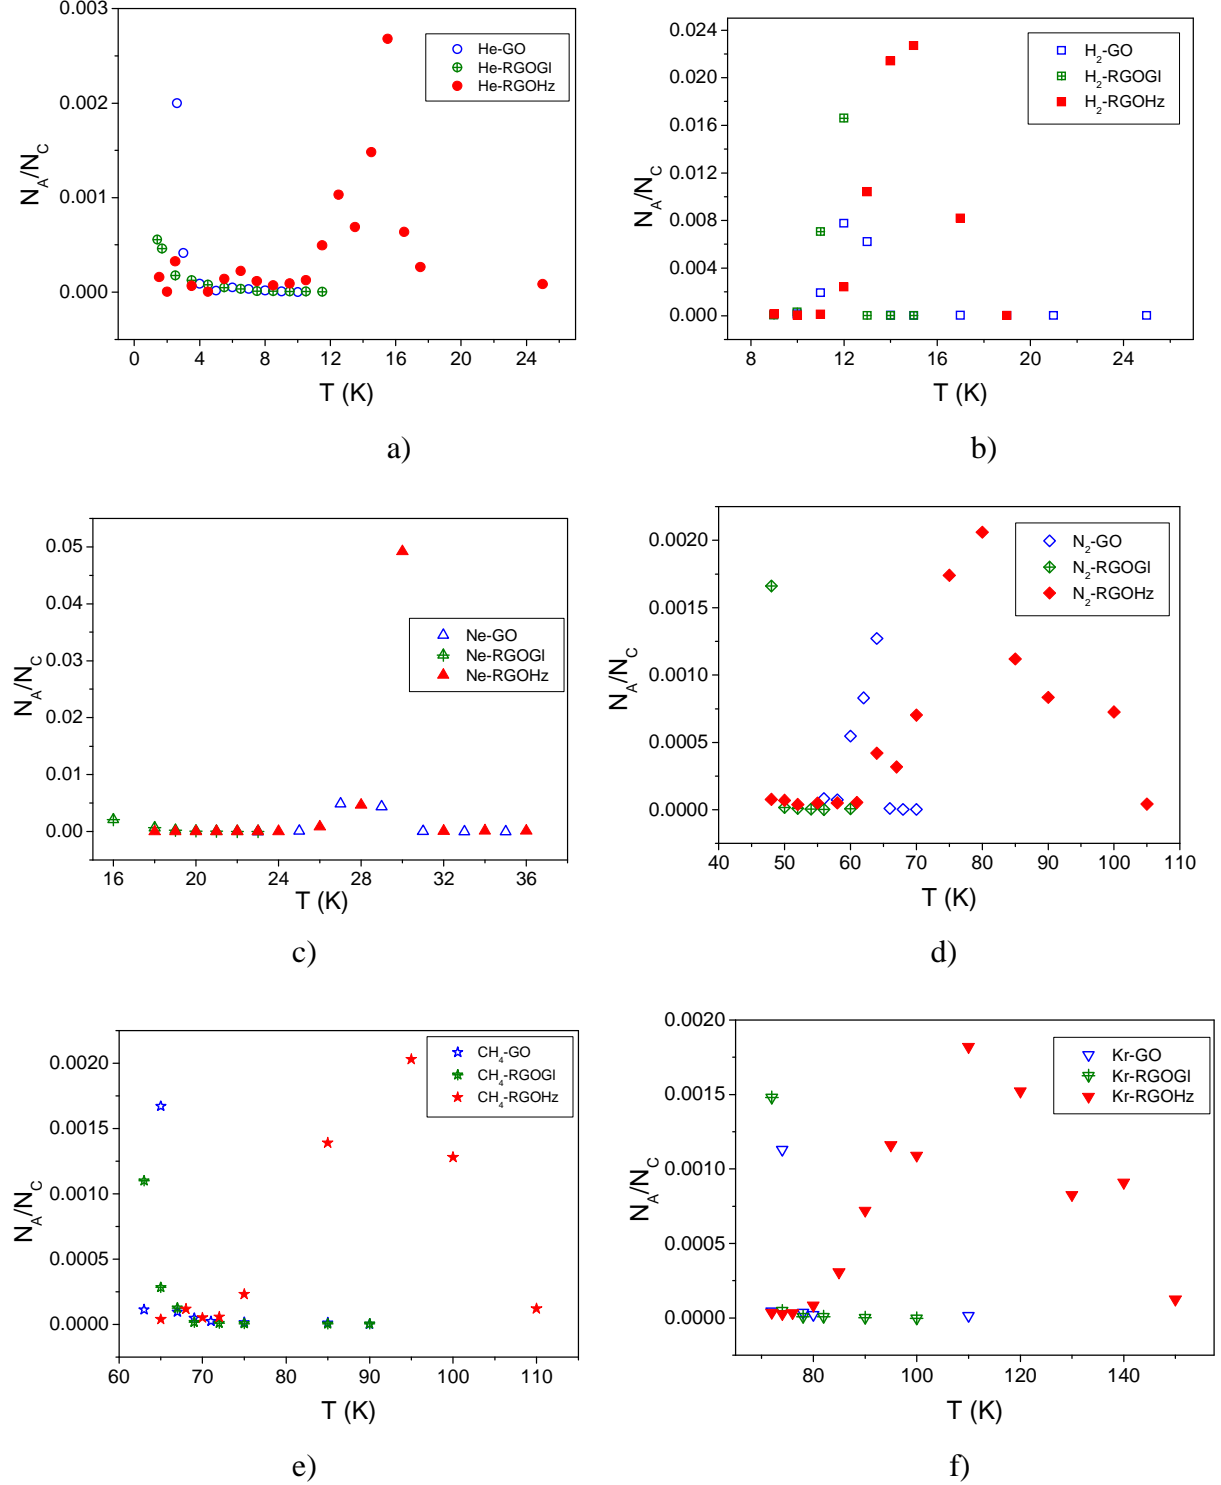 0.003
0.002
0.001
0.000
N_A/N_C
0 4 8 12 16 20 24
T (K)
He-GO
He-RGOGl
He-RGOHz
a)
0.024
0.020
0.016
0.012
0.008
0.004
0.000
N_A/N_C
8 12 16 20 24
T (K)
H_2-GO
H_2-RGOGl
H_2-RGOHz
b)
0.05
0.04
0.03
0.02
0.01
0.00
N_A/N_C
16 20 24 28 32 36
T (K)
Ne-GO
Ne-RGOGl
Ne-RGOHz
c)
0.0020
0.0015
0.0010
0.0005
0.0000
N_A/N_C
40 50 60 70 80 90 100 110
T (K)
N_2-GO
N_2-RGOGl
N_2-RGOHz
d)
0.0020
0.0015
0.0010
0.0005
0.0000
N_A/N_C
60 70 80 90 100 110
T (K)
CH_4-GO
CH_4-RGOGl
CH_4-RGOHz
e)
0.0020
0.0015
0.0010
0.0005
0.0000
N_A/N_C
80 100 120 140
T (K)
Kr-GO
Kr-RGOGl
Kr-RGOHz
f)